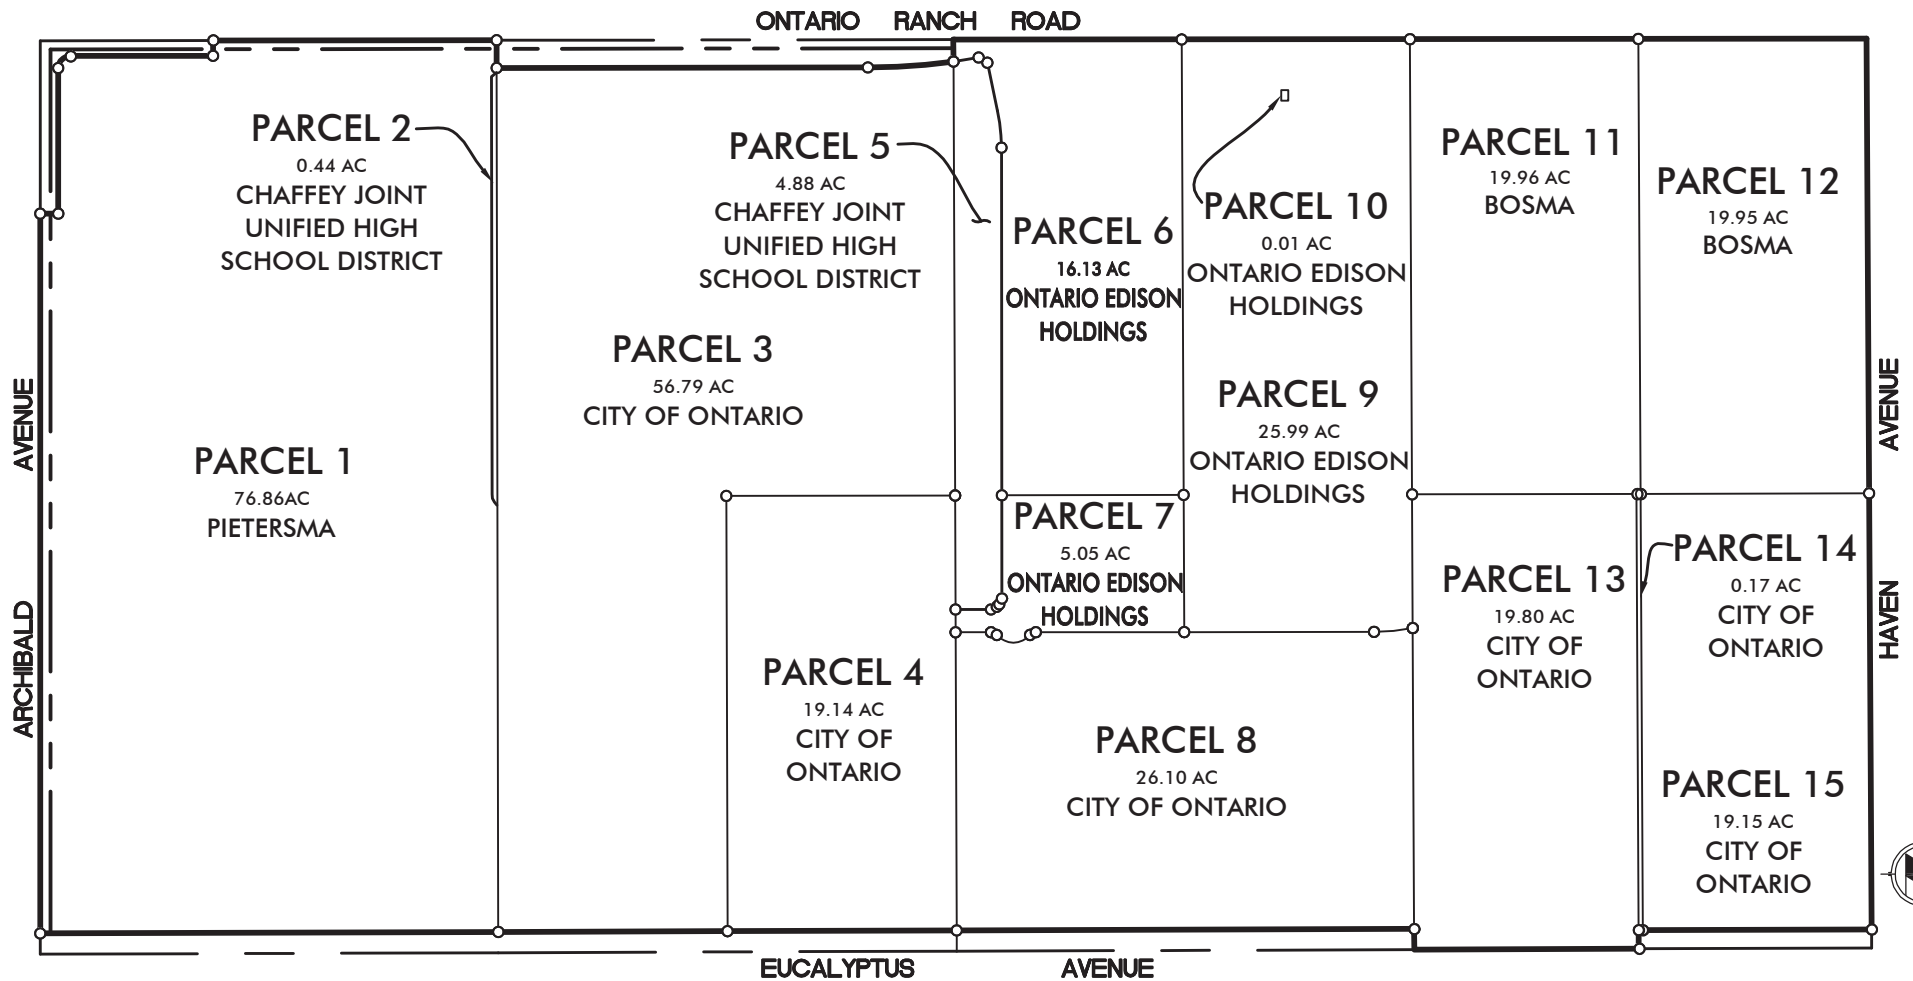 ONTARIO RANCH ROAD
PARCEL 2
0.44 AC
CHAFFEY JOINT
UNIFIED HIGH
SCHOOL DISTRICT
PARCEL 5
4.88 AC
CHAFFEY JOINT
UNIFIED HIGH
SCHOOL DISTRICT
PARCEL 6
16.13 AC
ONTARIO EDISON
HOLDINGS
PARCEL 10
0.01 AC
ONTARIO EDISON
HOLDINGS
PARCEL 11
19.96 AC
BOSMA
PARCEL 12
19.95 AC
BOSMA
PARCEL 3
56.79 AC
CITY OF ONTARIO
PARCEL 9
25.99 AC
ONTARIO EDISON
HOLDINGS
ARCHIBALD AVENUE
PARCEL 1
76.86AC
PIETERSMA
PARCEL 7
5.05 AC
ONTARIO EDISON
HOLDINGS
PARCEL 13
19.80 AC
CITY OF
ONTARIO
PARCEL 14
0.17 AC
CITY OF
ONTARIO
HAVEN AVENUE
PARCEL 4
19.14 AC
CITY OF
ONTARIO
PARCEL 8
26.10 AC
CITY OF ONTARIO
PARCEL 15
19.15 AC
CITY OF
ONTARIO
EUCALYPTUS AVENUE